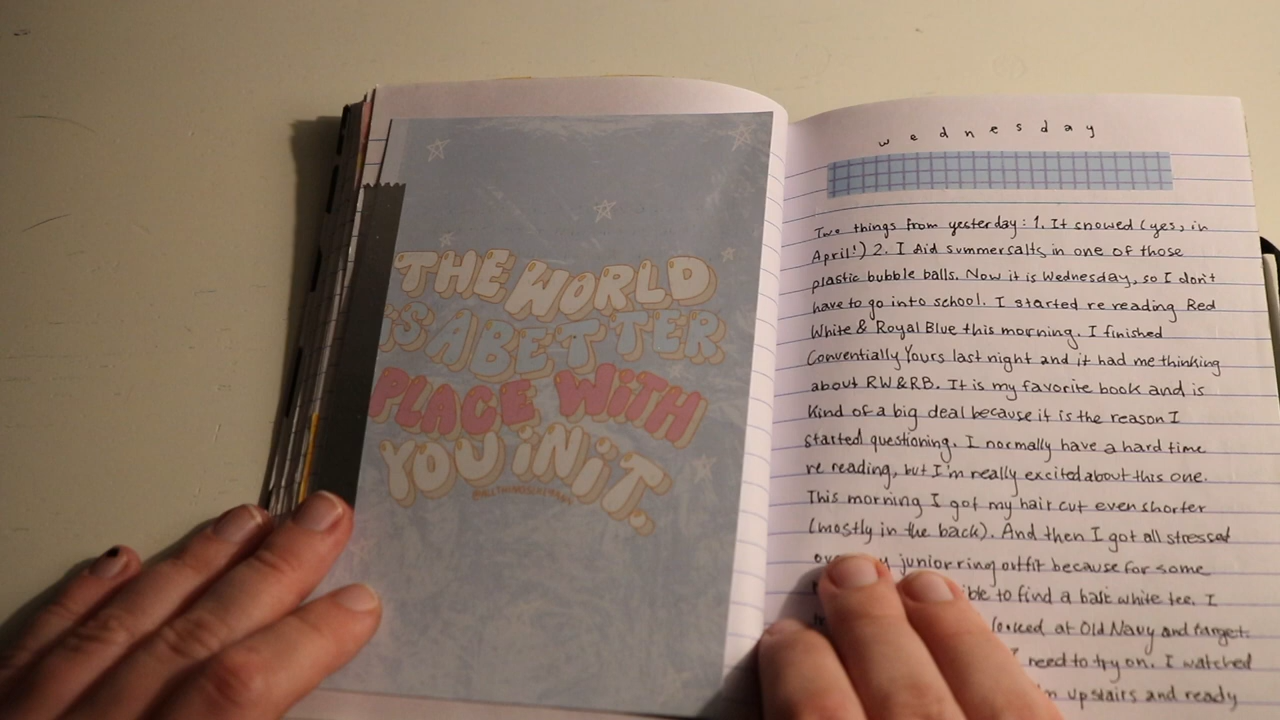 THE WORLD
IS A BETTER
PLACE WITH
YOU IN IT.
wednesday
Two things from yesterday: 1. It snowed (yes, in
April!) 2. I did summersalts in one of those
plastic bubble balls. Now it is Wednesday, so I don't
have to go into school. I started re reading Red
White & Royal Blue this morning. I finished
Conventially Yours last night and it had me thinking
about RW&RB. It is my favorite book and is
kind of a big deal because it is the reason I
started questioning. I normally have a hard time
re reading, but I'm really excited about this one.
This morning I got my hair cut even shorter
(mostly in the back). And then I got all stressed
junior ring outfit because for some
to find a basic white tee. I
looked at Old Navy and target.
I need to try on. I watched
upstairs and ready